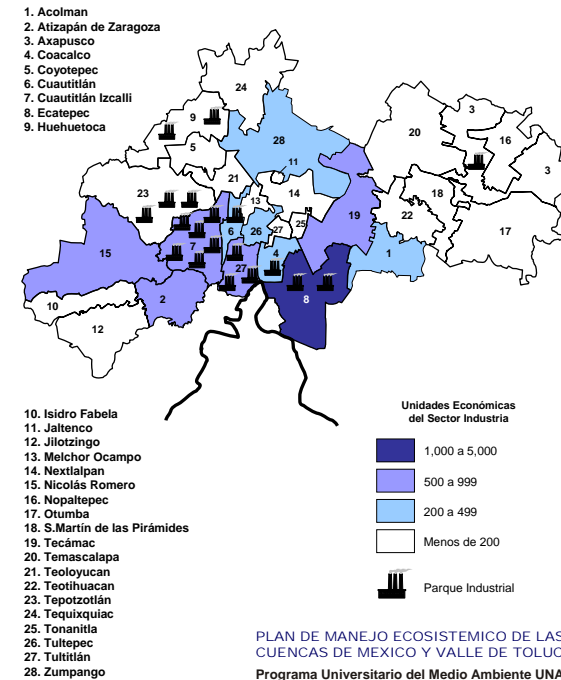 1. Acolman
2. Atizapán de Zaragoza
3. Axapusco
4. Coacalco
5. Coyotepec
6. Cuautitlán
7. Cuautitlán Izcalli
8. Ecatepec
9. Huehuetoca
24
9
3
28
20
16
5
11
21
3
23
14
18
13
19
22
25
6
26
27
17
7
15
4
1
27
2
8
10
12
10. Isidro Fabela
11. Jaltenco
12. Jilotzingo
13. Melchor Ocampo
14. Nextlalpan
15. Nicolás Romero
16. Nopaltepec
17. Otumba
18. S.Martín de las Pirámides
19. Tecámac
20. Temascalapa
21. Teoloyucan
22. Teotihuacan
23. Tepotzotlán
24. Tequixquiac
25. Tonanitla
26. Tultepec
27. Tultitlán
28. Zumpango
Unidades Económicas
del Sector Industria
1,000 a 5,000
500 a 999
200 a 499
Menos de 200
Parque Industrial
PLAN DE MANEJO ECOSISTEMICO DE LAS
CUENCAS DE MEXICO Y VALLE DE TOLUC
Programa Universitario del Medio Ambiente UNA